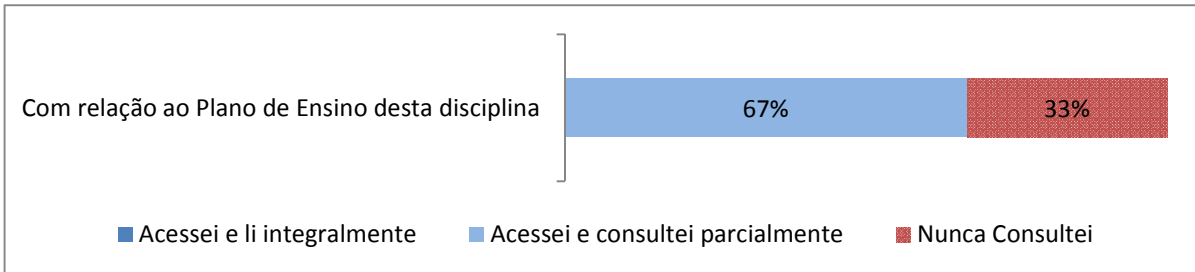 Com relação ao Plano de Ensino desta disciplina
67%
33%
Acessei e li integralmente
Acessei e consultei parcialmente
Nunca Consultei